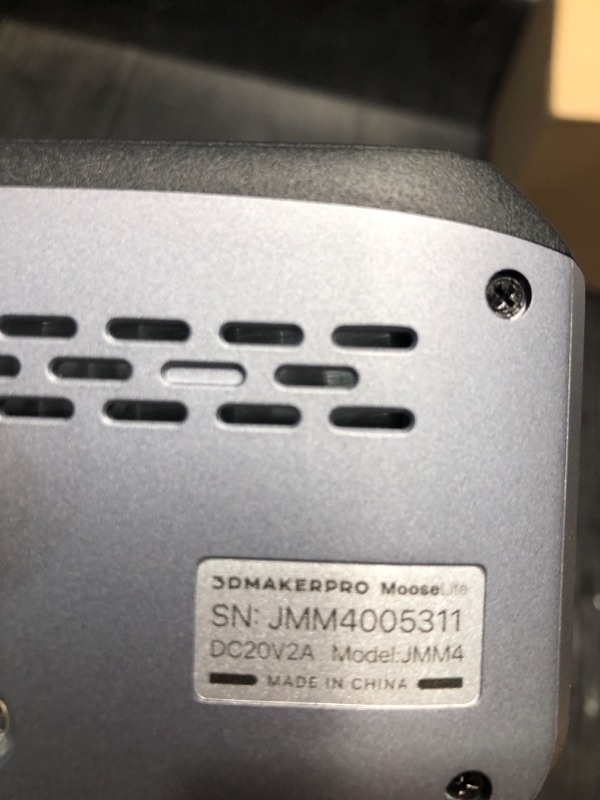 3DMAKERPRO MooseLite
SN: JMM4005311
DC20V2A Model:JMM4
MADE IN CHINA